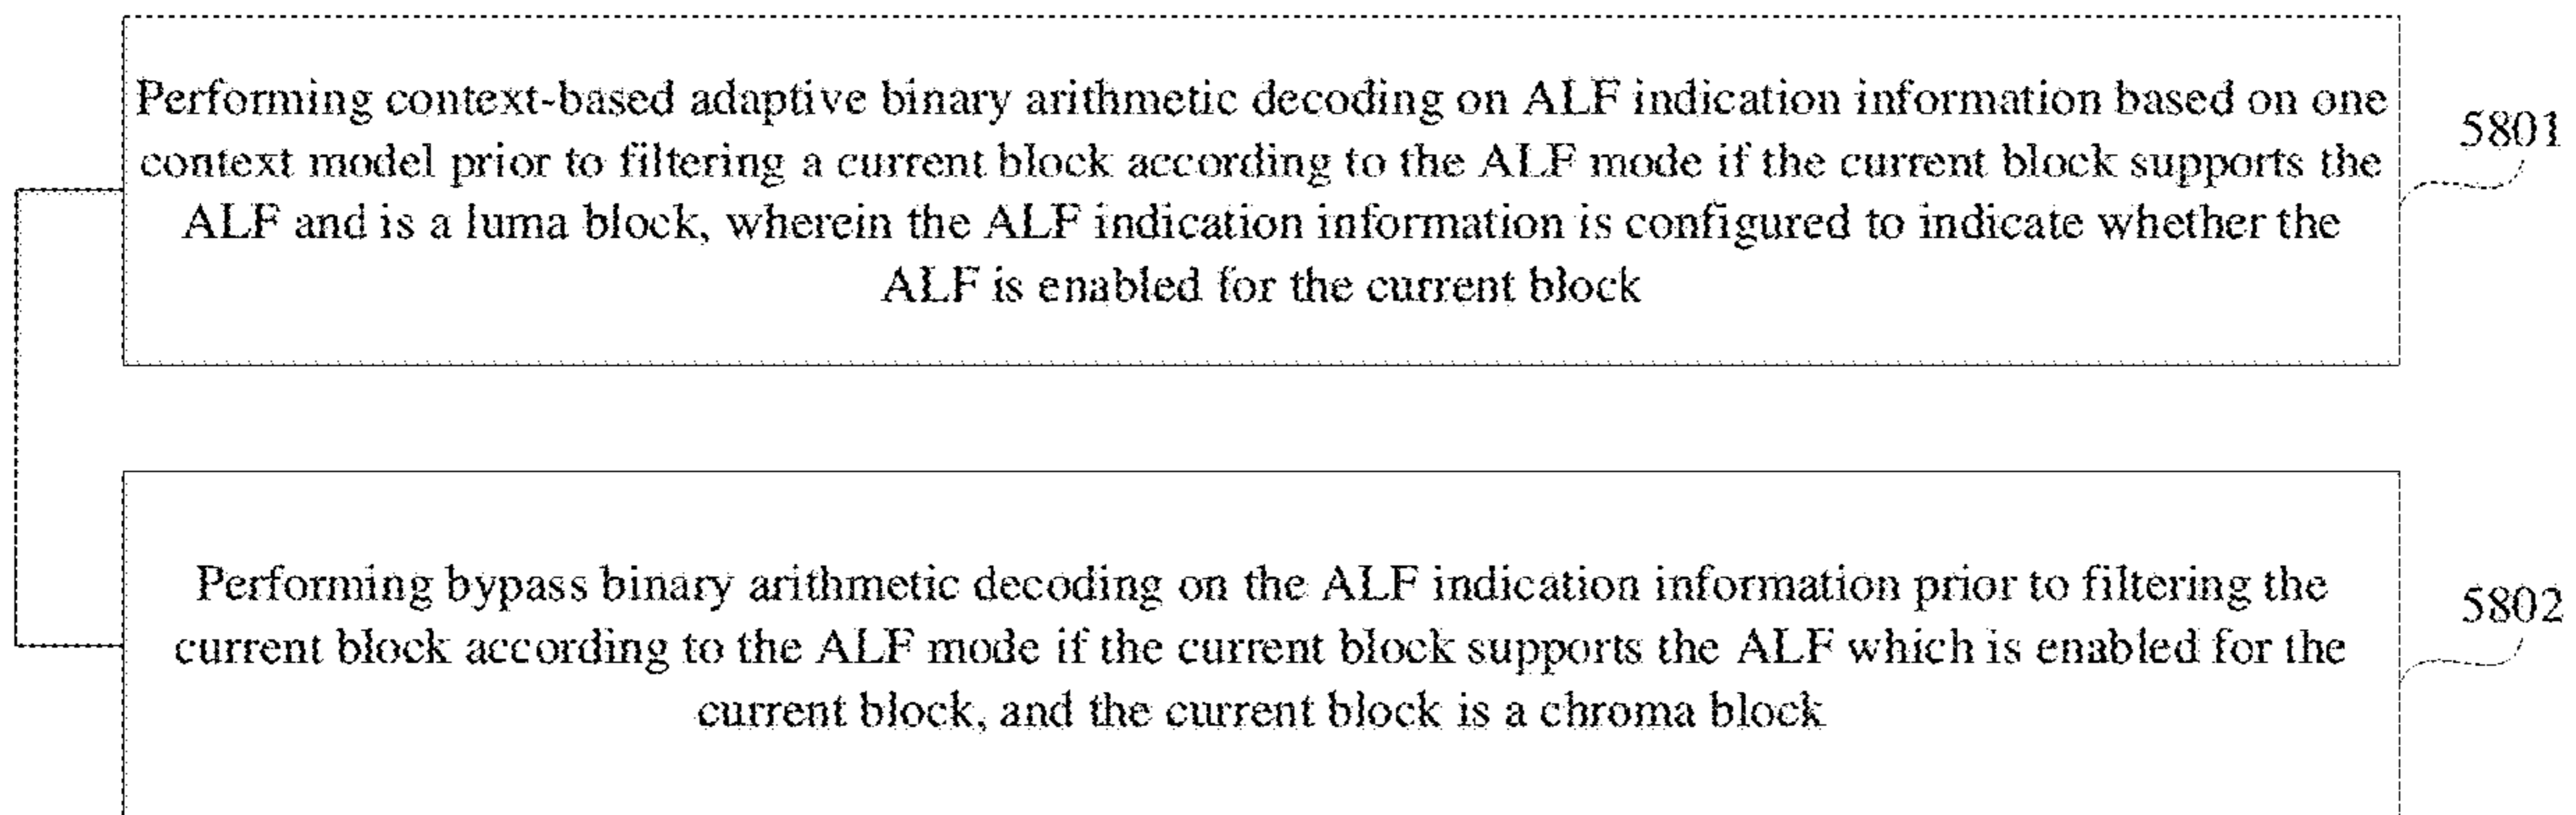 Performing context-based adaptive binary arithmetic decoding on ALF indication information based on one
context model prior to filtering a current block according to the ALF mode if the current block supports the
ALF and is a luma block, wherein the ALF indication information is configured to indicate whether the
ALF is enabled for the current block
5801
Performing bypass binary arithmetic decoding on the ALF indication information prior to filtering the
current block according to the ALF mode if the current block supports the ALF which is enabled for the
current block, and the current block is a chroma block
5802